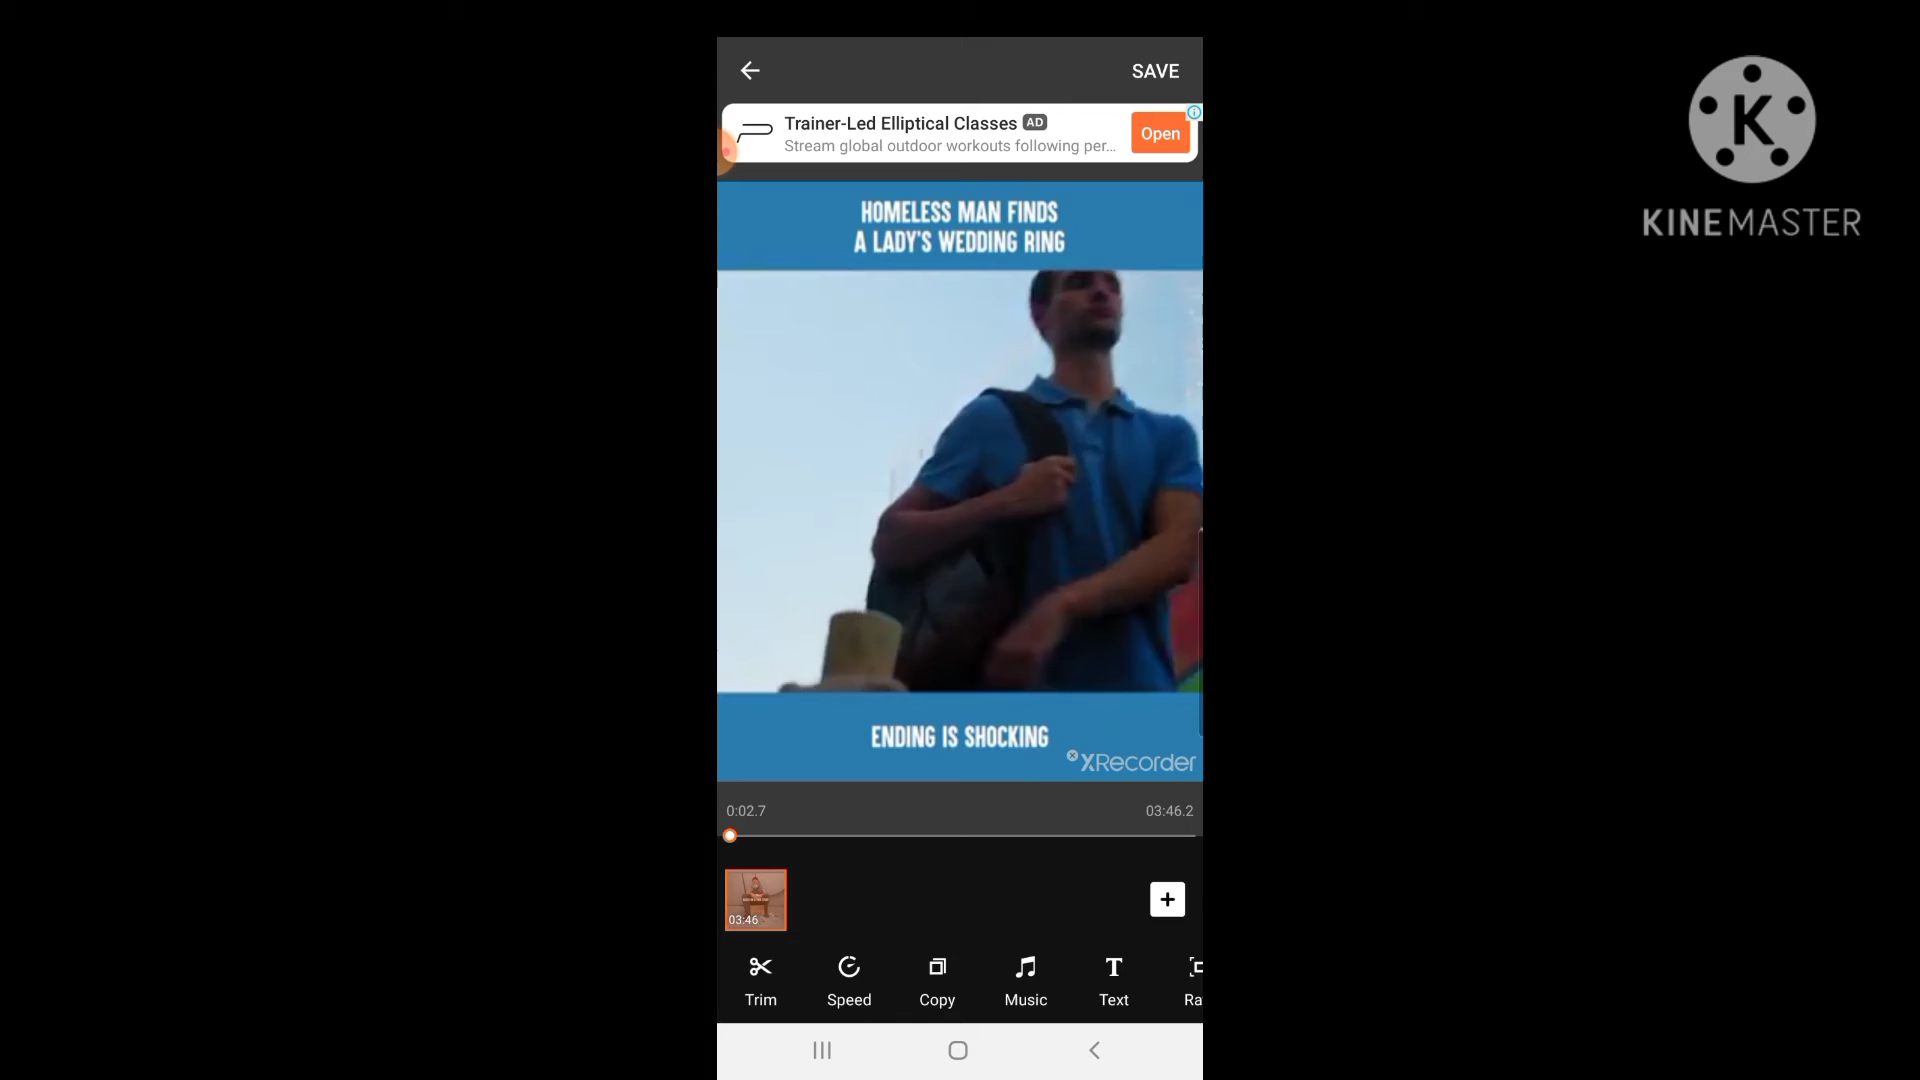 SAVE
Trainer-Led Elliptical Classes AD
Stream global outdoor workouts following per...
Open
K
KINEMASTER
HOMELESS MAN FINDS
A LADY'S WEDDING RING
ENDING IS SHOCKING
XRecorder
0:02.7 03:46.2
03:46
Trim Speed Copy Music Text Ra